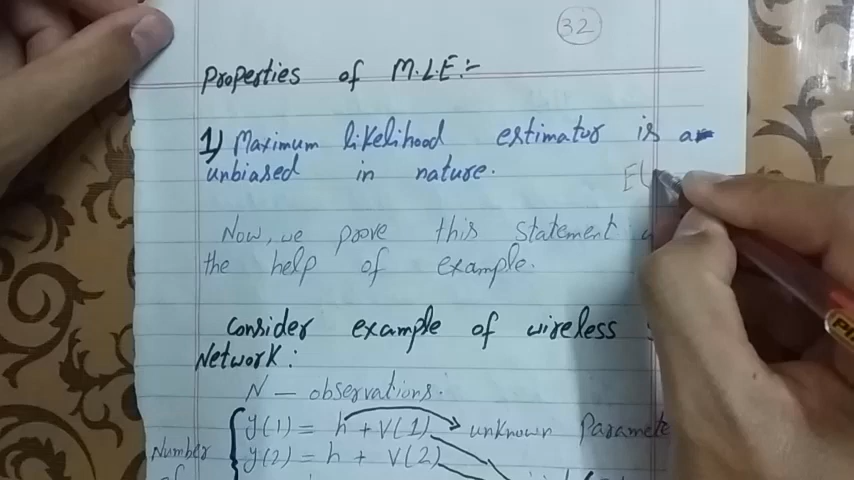 32
Properties of M.L.E:-
1) Maximum likelihood estimator is a
unbiased in nature. E(
Now, we prove this statement
the help of example.
Consider example of wireless
Network:
N - observations.
y(1) = h + v(1) unknown Paramete
y(2) = h + v(2)
Number
of